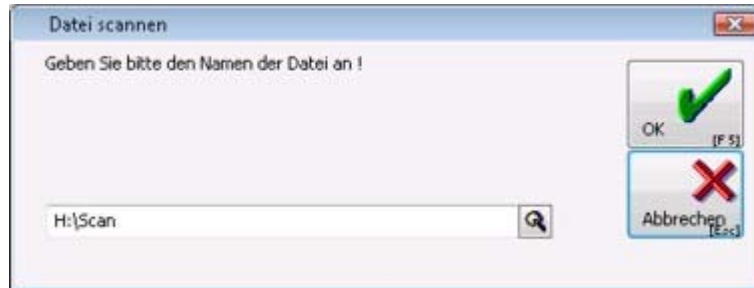 Datei scannen
Geben Sie bitte den Namen der Datei an !
OK
[F 5]
Abbrechen
[Esc]
H:\Scan